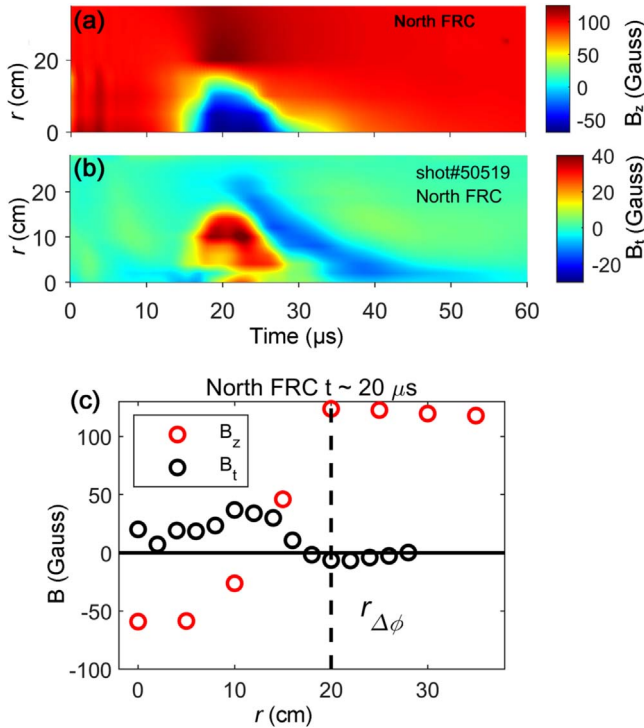 (a)
North FRC
r (cm)
20
0
100
50
0
-50
B_z (Gauss)
(b)
shot#50519
North FRC
r (cm)
20
10
0
0
10
20
30
40
50
60
Time (μs)
40
20
0
-20
B_t (Gauss)
(c)
North FRC t ~ 20 μs
B_z
B_t
B (Gauss)
100
50
0
-50
-100
r_Δϕ
0
10
20
30
r (cm)